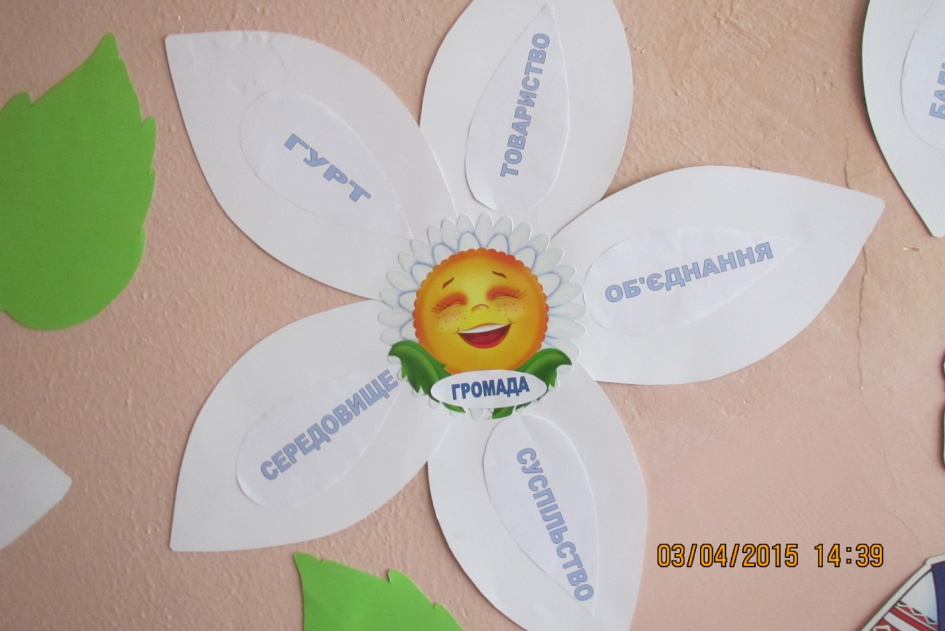 ТОВАРИСТВО
ГУРТ
ОБ'ЄДНАННЯ
ГРОМАДА
СЕРЕДОВИЩЕ
СУСПІЛЬСТВО
03/04/2015 14:39